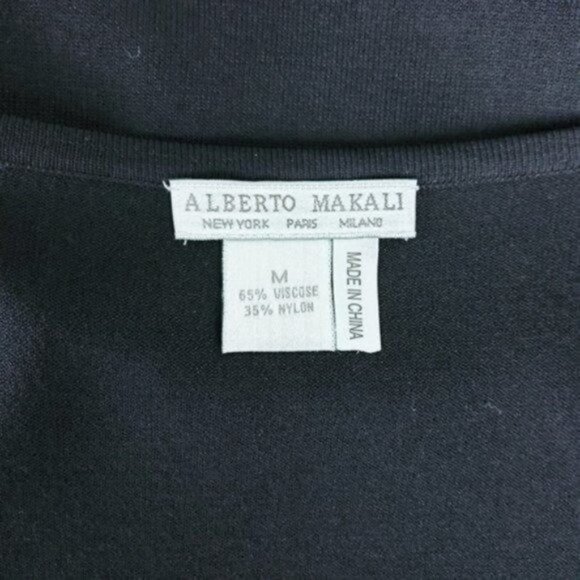 ALBERTO MAKALI
NEW YORK PARIS MILANO
M
65% VISCOSE
35% NYLON
MADE IN CHINA